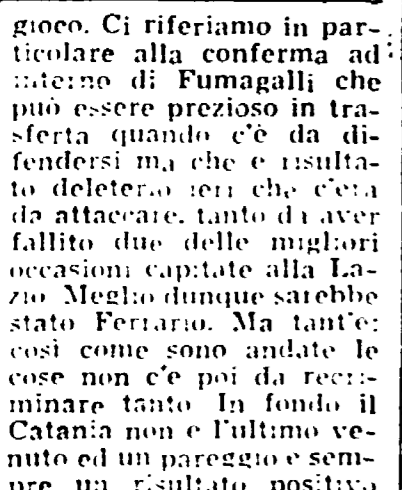 gioco. Ci riferiamo in par-
ticolare alla conferma ad
interno di Fumagalli che
può essere prezioso in tra-
sferta quando c'è da di-
fendersi ma che e risulta-
to deleterio ieri che c'era
da attaccare. tanto da aver
fallito due delle migliori
occasioni capitate alla La-
zio Meglio dunque sarebbe
stato Ferrario. Ma tant'e:
così come sono andate le
cose non c'e poi da recri-
minare tanto In fondo il
Catania non e l'ultimo ve-
nuto ed un pareggio e sem-
pre un risultato positivo